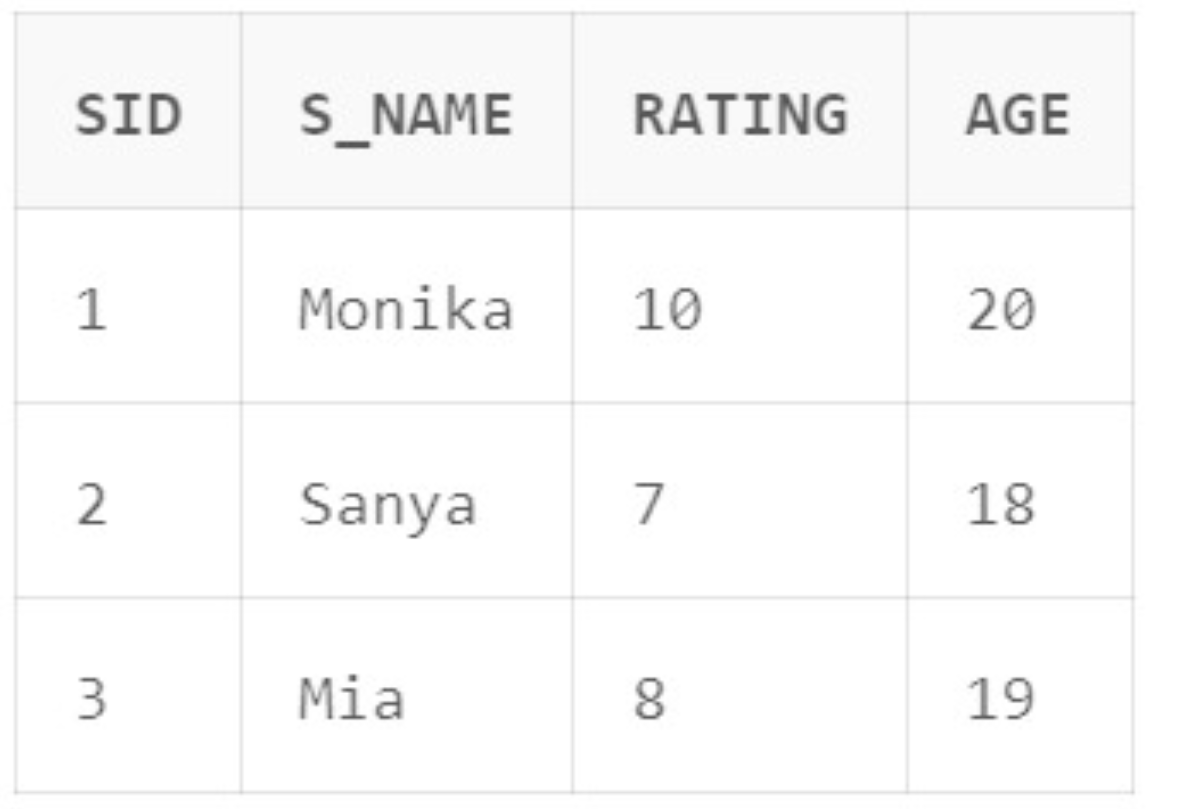 SID S_NAME RATING AGE
1 Monika 10 20
2 Sanya 7 18
3 Mia 8 19